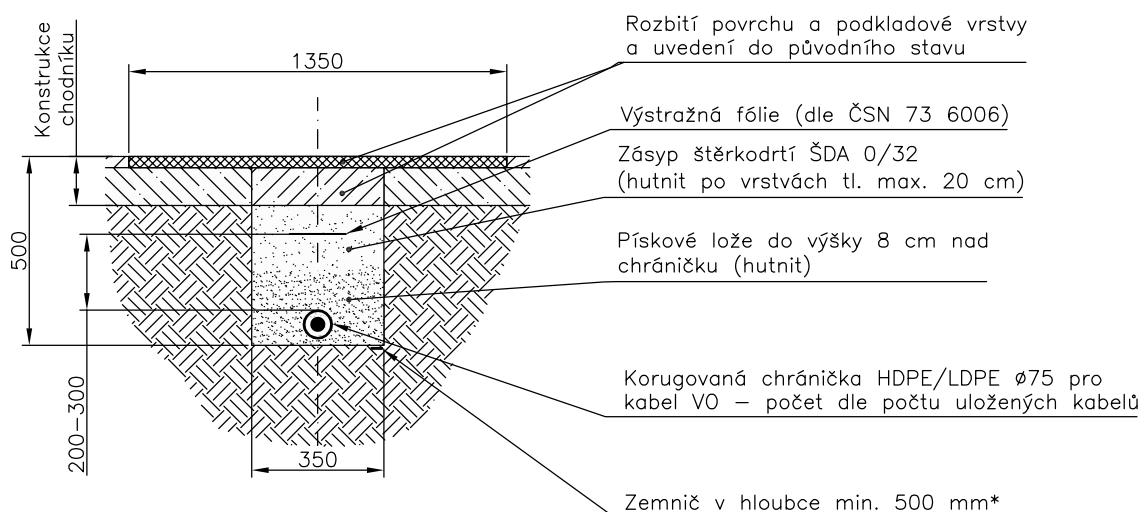 Rozbití povrchu a podkladové vrstvy
a uvedení do původního stavu
Konstrukce
chodníku
1350
Výstražná fólie (dle ČSN 73 6006)
Zásyp štěrkodrtí ŠDA 0/32
(hutnit po vrstvách tl. max. 20 cm)
500
Pískové lože do výšky 8 cm nad
chráničku (hutnit)
200-300
Korugovaná chránička HDPE/LDPE ø75 pro
kabel VO – počet dle počtu uložených kabelů
350
Zemnič v hloubce min. 500 mm*